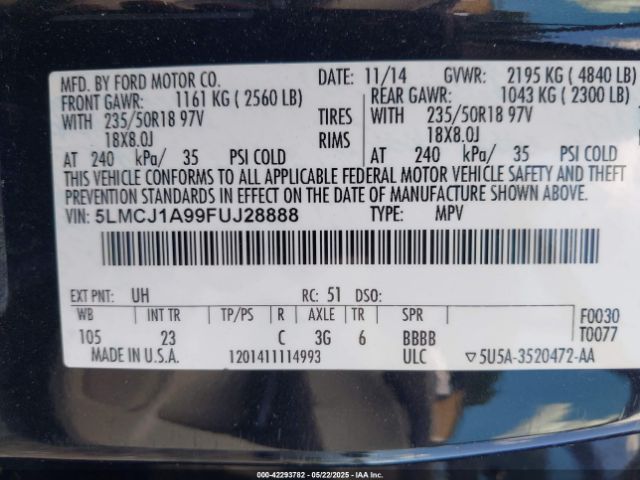 MFD. BY FORD MOTOR CO. DATE: 11/14 GVWR: 2195 KG ( 4840 LB)
FRONT GAWR: 1161 KG ( 2560 LB) REAR GAWR: 1043 KG ( 2300 LB)
WITH 235/50R18 97V TIRES WITH 235/50R18 97V
18X8.0J RIMS 18X8.0J
AT 240 kPa/ 35 PSI COLD AT 240 kPa/ 35 PSI COLD
THIS VEHICLE CONFORMS TO ALL APPLICABLE FEDERAL MOTOR VEHICLE SAFETY AND THEFT
PREVENTION STANDARDS IN EFFECT ON THE DATE OF MANUFACTURE SHOWN ABOVE.
VIN: 5LMCJ1A99FUJ28888 TYPE: MPV
EXT PNT: UH RC: 51 DSO:
WB INT TR TP/PS R AXLE TR SPR F0030
105 23 C 3G 6 BBBB T0077
MADE IN U.S.A. 1201411114993 ULC ▽5U5A-3520472-AA
000-42293782 - 05/22/2025 - IAA Inc.